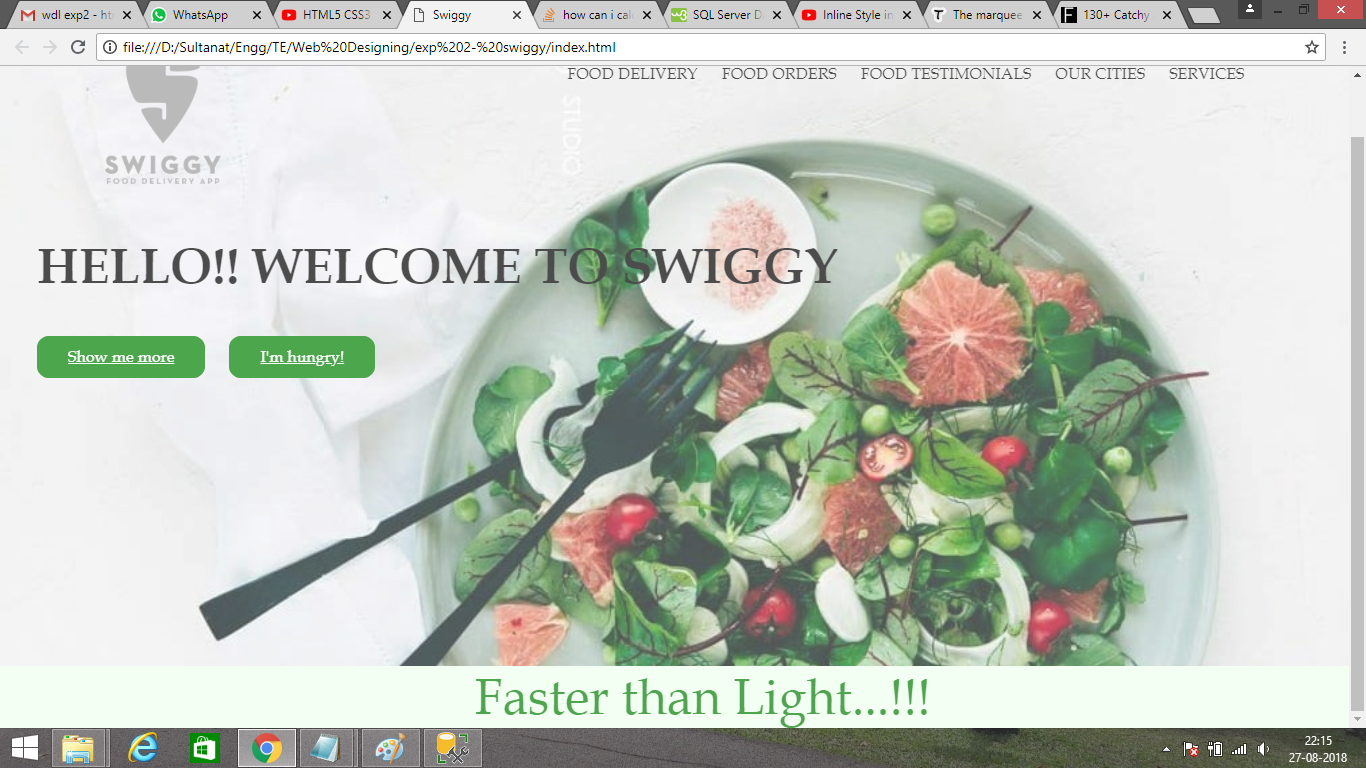 wdl exp2 - ht
WhatsApp
HTML5 CSS3
Swiggy
how can i cal
SQL Server D
Inline Style in
The marquee
130+ Catchy
file:///D:/Sultanat/Engg/TE/Web%20Designing/exp%202-%20swiggy/index.html
FOOD DELIVERY FOOD ORDERS FOOD TESTIMONIALS OUR CITIES SERVICES
STUDIO
SWIGGY
FOOD DELIVERY APP
HELLO!! WELCOME TO SWIGGY
Show me more
I'm hungry!
Faster than Light...!!!
22:15
27-08-2018